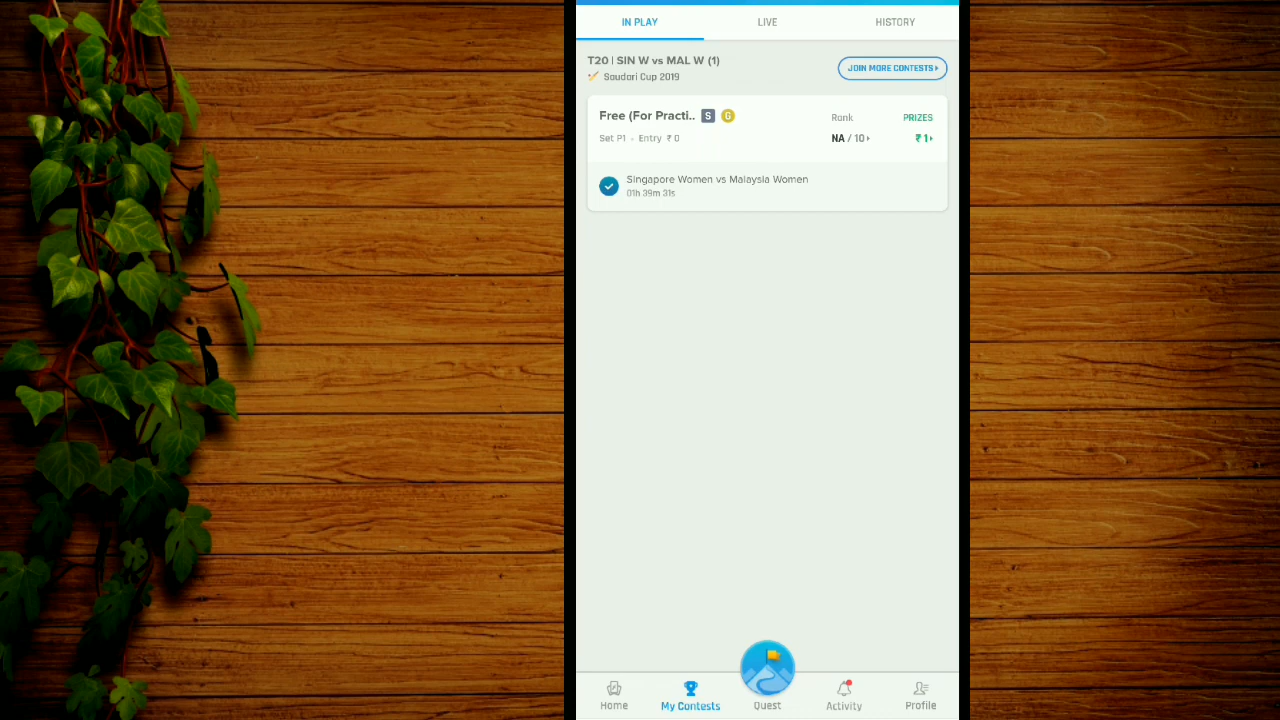 IN PLAY LIVE HISTORY
T20 | SIN W vs MAL W (1)
JOIN MORE CONTESTS
Saudari Cup 2019
Free (For Practi.. S G
Rank PRIZES
Set P1 • Entry ₹ 0
NA / 10 ₹ 1
Singapore Women vs Malaysia Women
01h 39m 31s
Home My Contests Quest Activity Profile